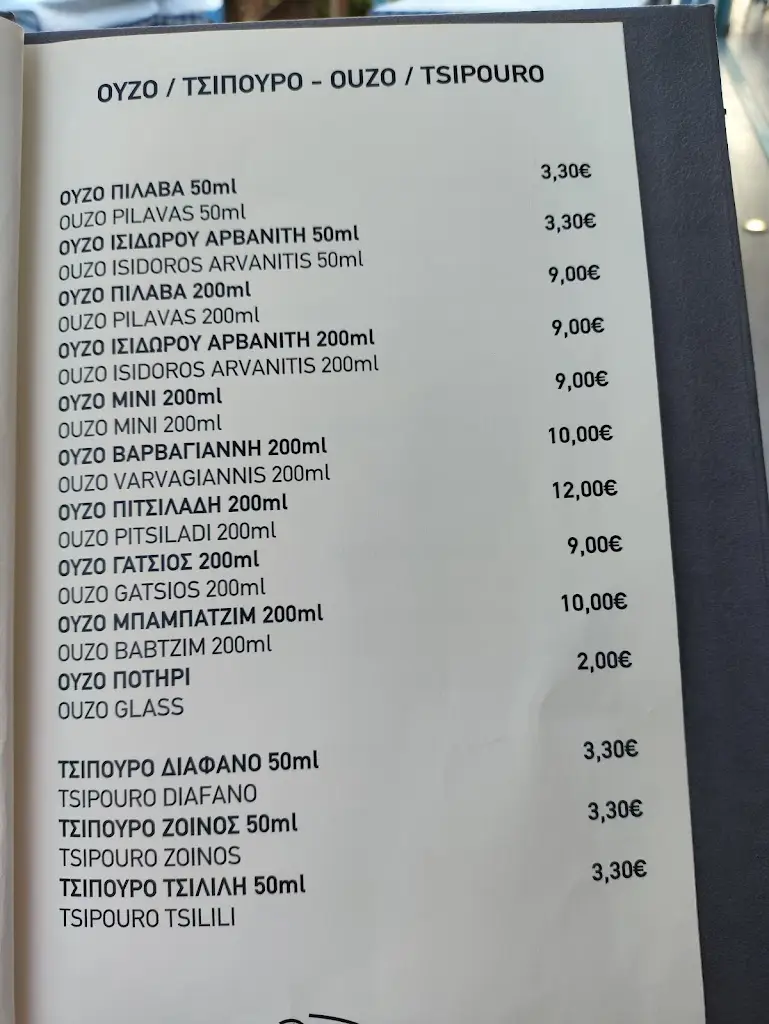 ΟΥΖΟ / ΤΣΙΠΟΥΡΟ - OUZO / TSIPOURO
ΟΥΖΟ ΠΙΛΑΒΑ 50ml 3,30€
OUZO PILAVAS 50ml
ΟΥΖΟ ΙΣΙΔΩΡΟΥ ΑΡΒΑΝΙΤΗ 50ml 3,30€
OUZO ISIDOROS ARVANITIS 50ml
ΟΥΖΟ ΠΙΛΑΒΑ 200ml 9,00€
OUZO PILAVAS 200ml
ΟΥΖΟ ΙΣΙΔΩΡΟΥ ΑΡΒΑΝΙΤΗ 200ml 9,00€
OUZO ISIDOROS ARVANITIS 200ml
ΟΥΖΟ ΜΙΝΙ 200ml 9,00€
OUZO MINI 200ml
ΟΥΖΟ ΒΑΡΒΑΓΙΑΝΝΗ 200ml 10,00€
OUZO VARVAGIANNIS 200ml
ΟΥΖΟ ΠΙΤΣΙΛΑΔΗ 200ml 12,00€
OUZO PITSILADI 200ml
ΟΥΖΟ ΓΑΤΣΙΟΣ 200ml 9,00€
OUZO GATSIOS 200ml
ΟΥΖΟ ΜΠΑΜΠΑΤΖΙΜ 200ml 10,00€
OUZO BABTZIM 200ml
ΟΥΖΟ ΠΟΤΗΡΙ 2,00€
OUZO GLASS
ΤΣΙΠΟΥΡΟ ΔΙΑΦΑΝΟ 50ml 3,30€
TSIPOURO DIAFANO
ΤΣΙΠΟΥΡΟ ΖΟΙΝΟΣ 50ml 3,30€
TSIPOURO ZOINOS
ΤΣΙΠΟΥΡΟ ΤΣΙΛΙΛΗ 50ml 3,30€
TSIPOURO TSILILI